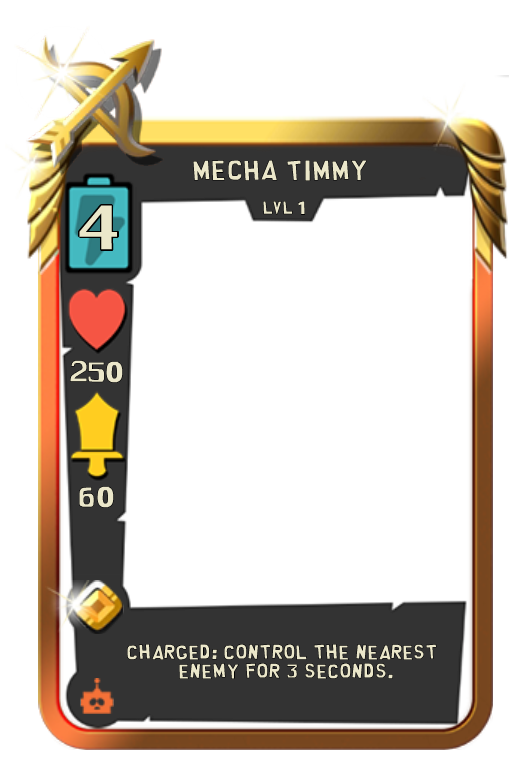 MECHA TIMMY
LVL 1
4
250
60
CHARGED: CONTROL THE NEAREST
ENEMY FOR 3 SECONDS.